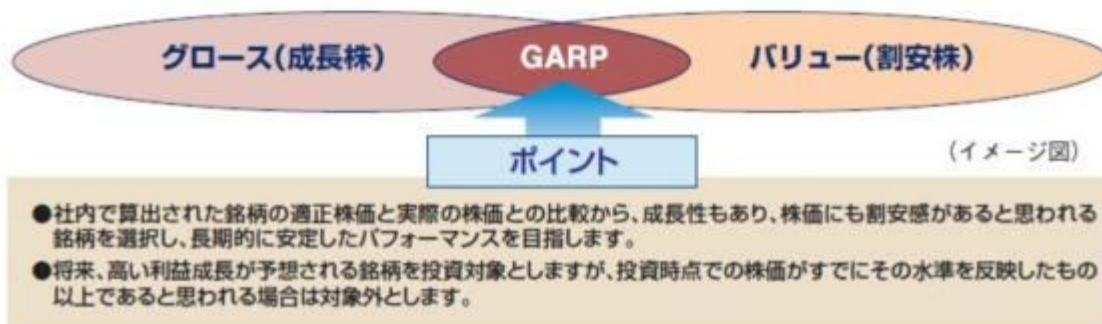 グロース(成長株) GARP バリュー(割安株)
ポイント
(イメージ図)
●社内で算出された銘柄の適正株価と実際の株価との比較から、成長性もあり、株価にも割安感があると思われる
銘柄を選択し、長期的に安定したパフォーマンスを目指します。
●将来、高い利益成長が予想される銘柄を投資対象としますが、投資時点での株価がすでにその水準を反映したもの
以上であると思われる場合は対象外とします。